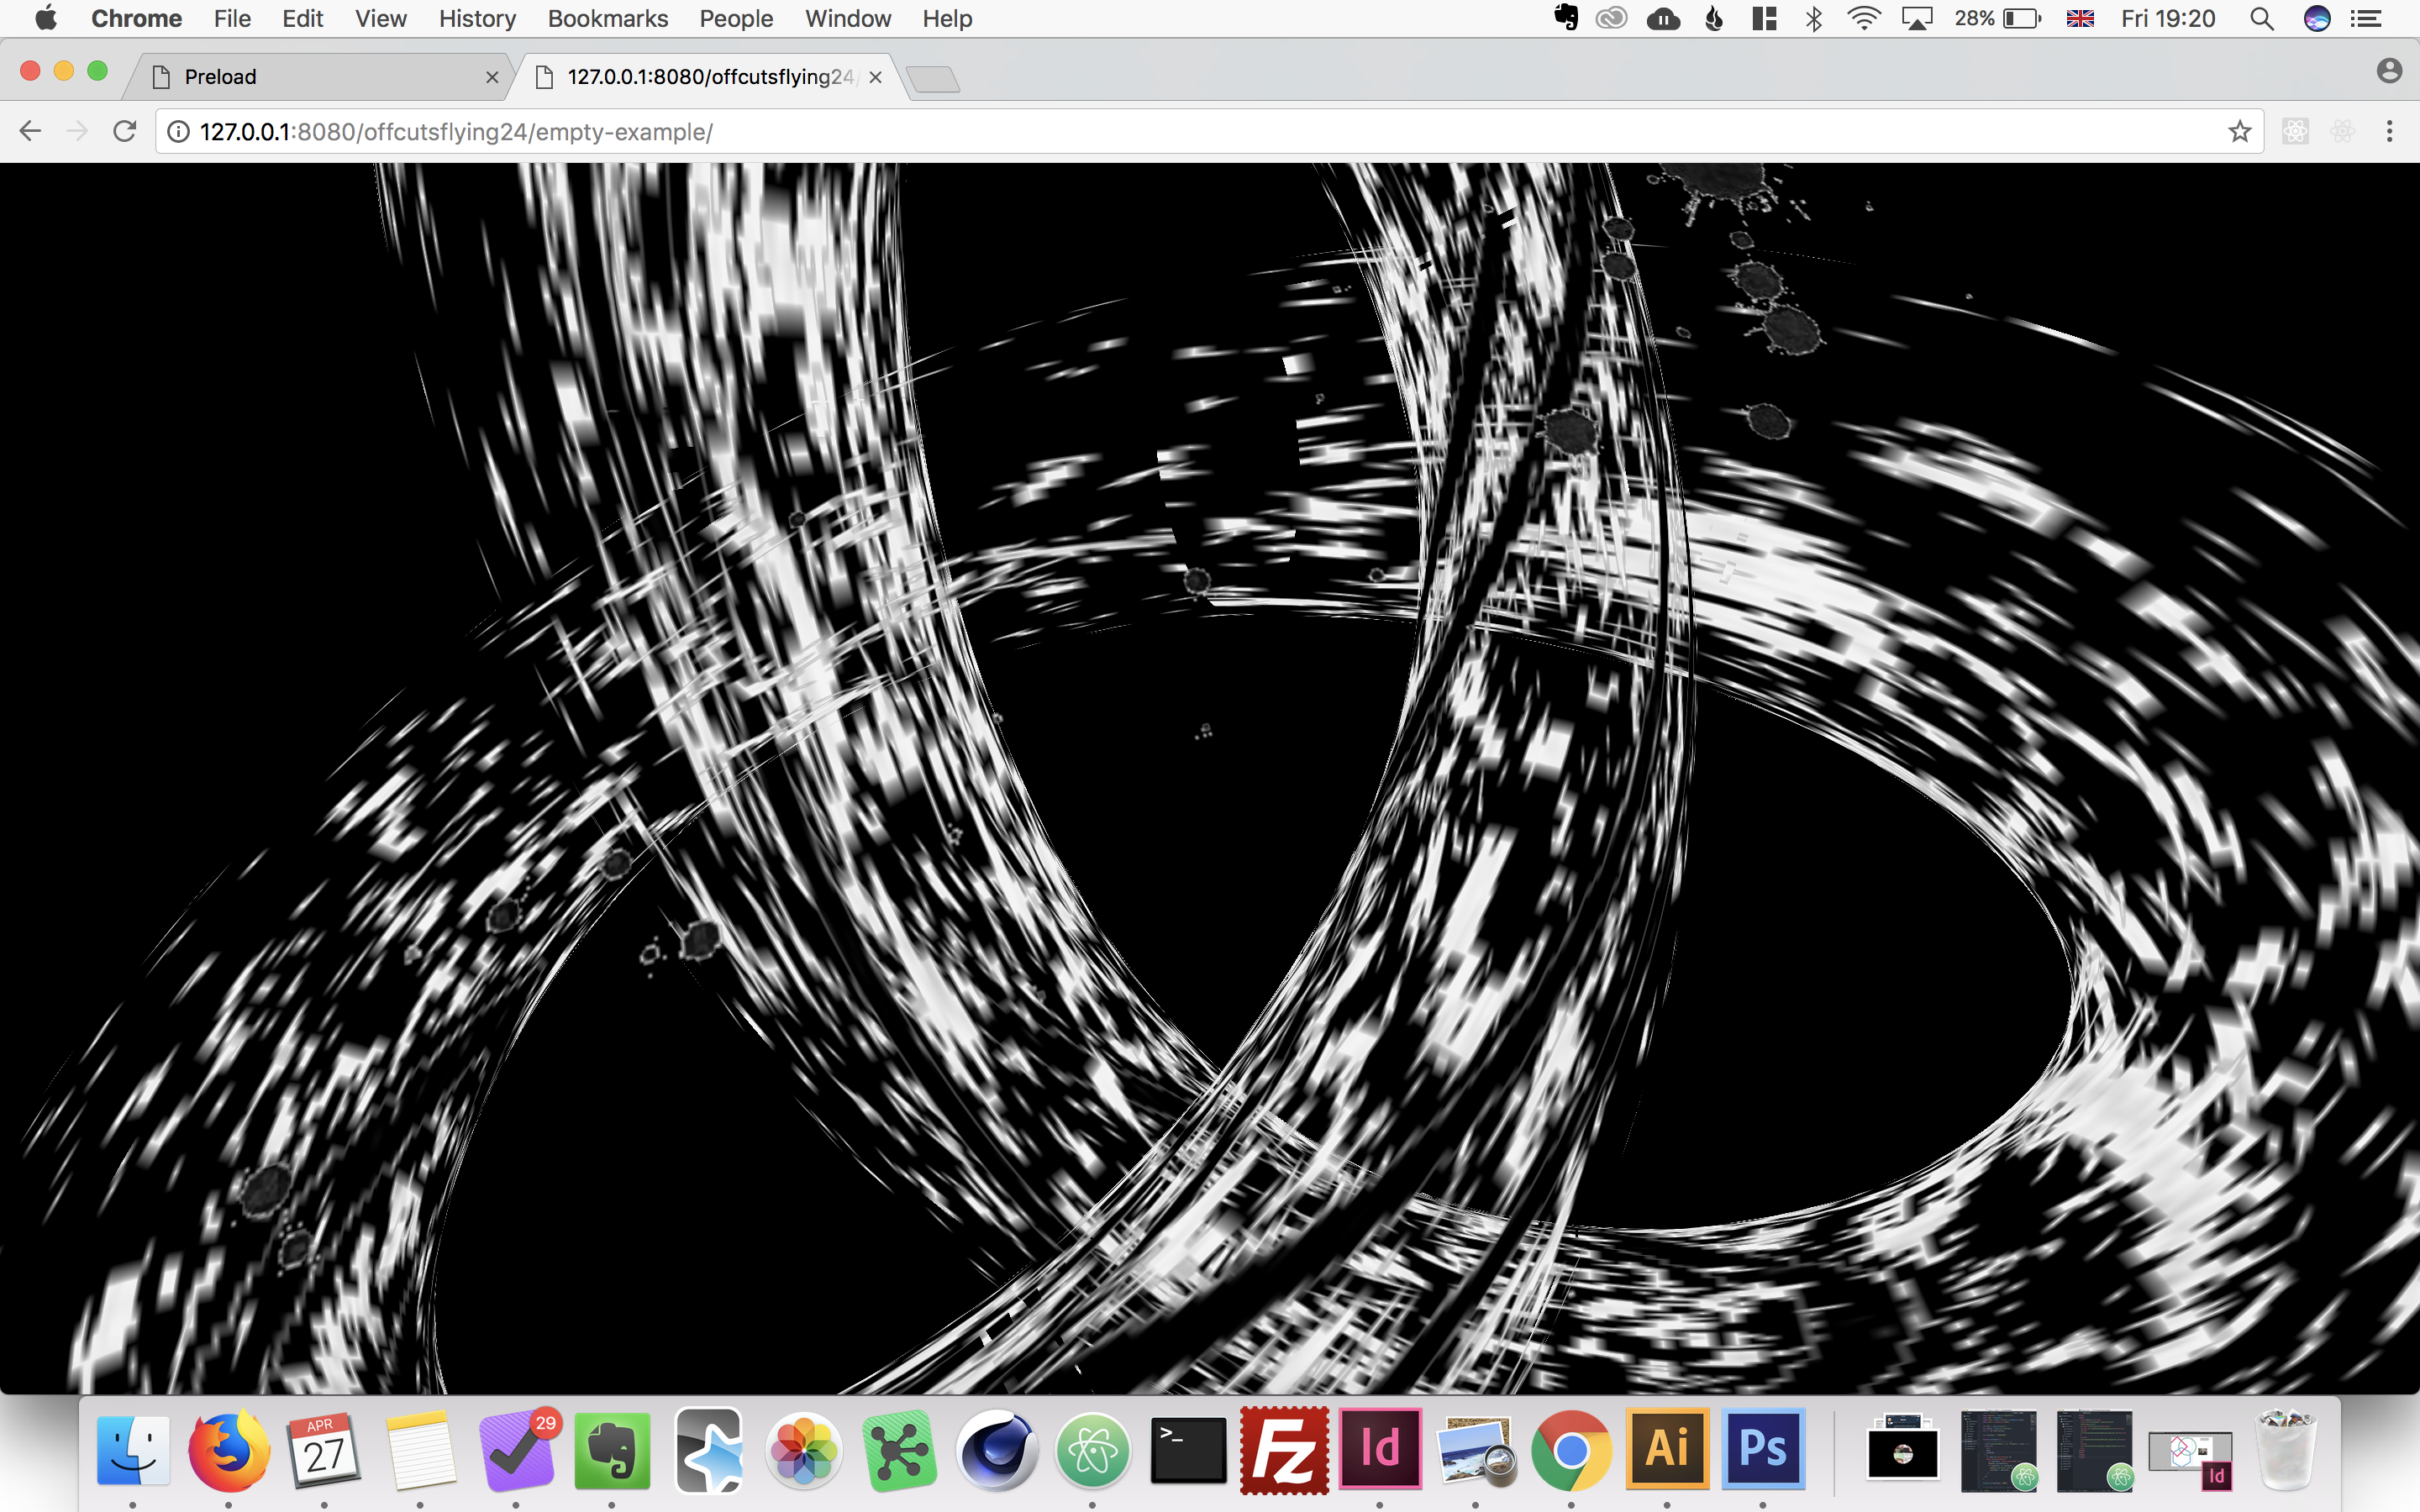 Chrome File Edit View History Bookmarks People Window Help 28% Fri 19:20
Preload 127.0.0.1:8080/offcutsflying24/
127.0.0.1:8080/offcutsflying24/empty-example/
APR
27
29
>_
Fz
Id
Ai
Ps
Id